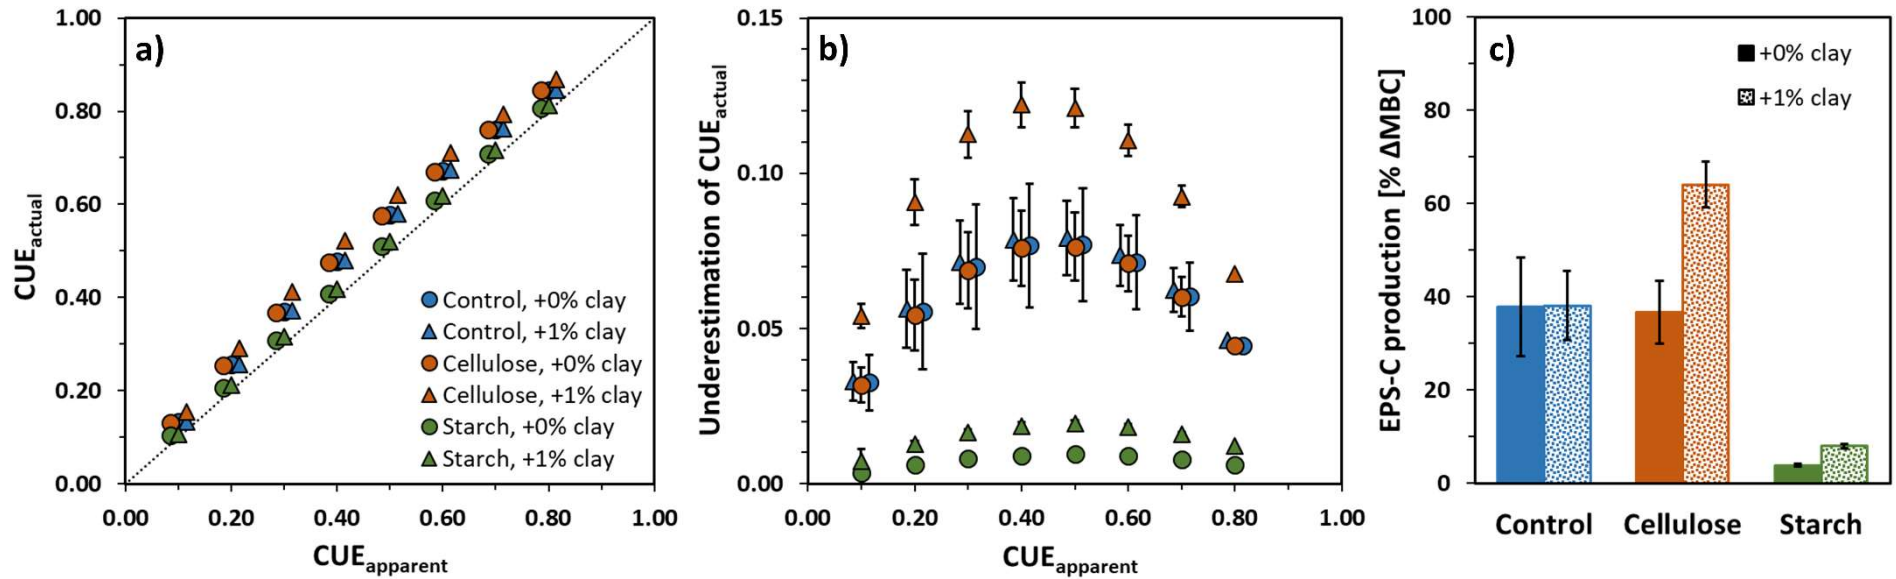 a)
1.00
0.80
0.60
0.40
0.20
0.00
CUEactual
Control, +0% clay
Control, +1% clay
Cellulose, +0% clay
Cellulose, +1% clay
Starch, +0% clay
Starch, +1% clay
0.00 0.20 0.40 0.60 0.80 1.00
CUEapparent
b)
0.15
0.10
0.05
0.00
Underestimation of CUEactual
0.00 0.20 0.40 0.60 0.80 1.00
CUEapparent
c)
100
80
60
40
20
0
EPS-C production [% ΔMBC]
+0% clay
+1% clay
Control Cellulose Starch